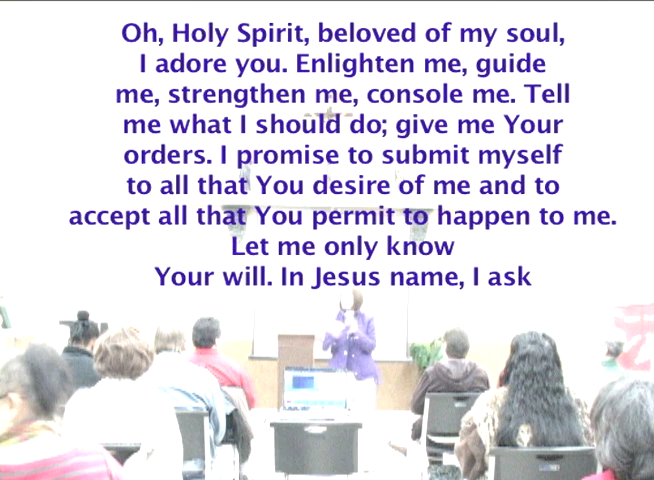 Oh, Holy Spirit, beloved of my soul,
I adore you. Enlighten me, guide
me, strengthen me, console me. Tell
me what I should do; give me Your
orders. I promise to submit myself
to all that You desire of me and to
accept all that You permit to happen to me.
Let me only know
Your will. In Jesus name, I ask